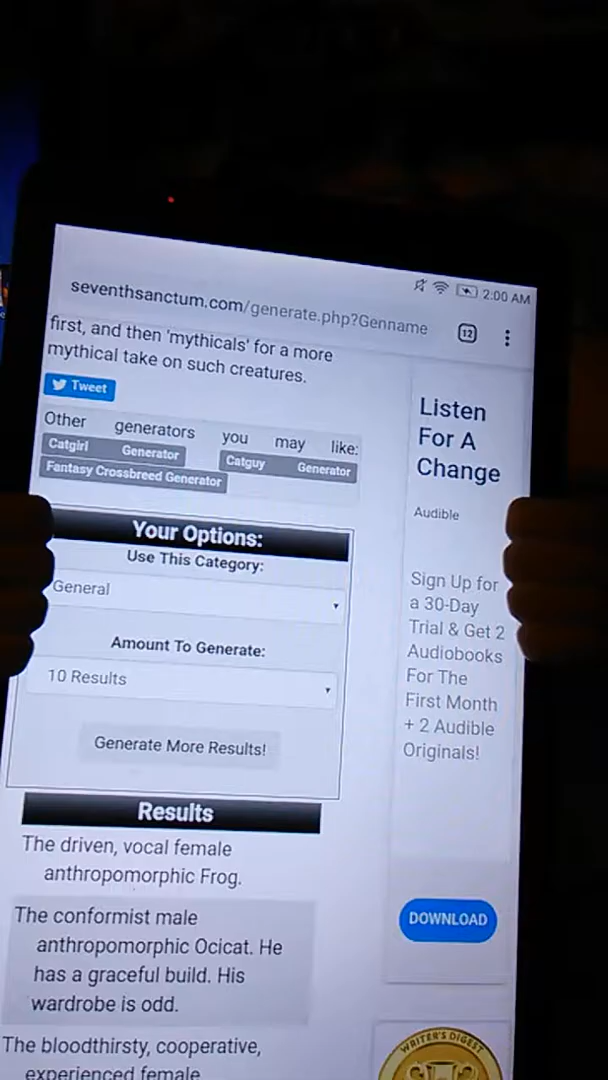 2:00 AM
seventhsanctum.com/generate.php?Genname
12
first, and then 'mythicals' for a more
mythical take on such creatures.
Tweet
Other generators you may like:
Catgirl Generator
Catguy Generator
Fantasy Crossbreed Generator
Your Options:
Use This Category:
General
Amount To Generate:
10 Results
Generate More Results!
Results
The driven, vocal female
anthropomorphic Frog.
The conformist male
anthropomorphic Ocicat. He
has a graceful build. His
wardrobe is odd.
The bloodthirsty, cooperative,
experienced female
Listen
For A
Change
Audible
Sign Up for
a 30-Day
Trial & Get 2
Audiobooks
For The
First Month
+ 2 Audible
Originals!
DOWNLOAD
WRITER'S DIGEST